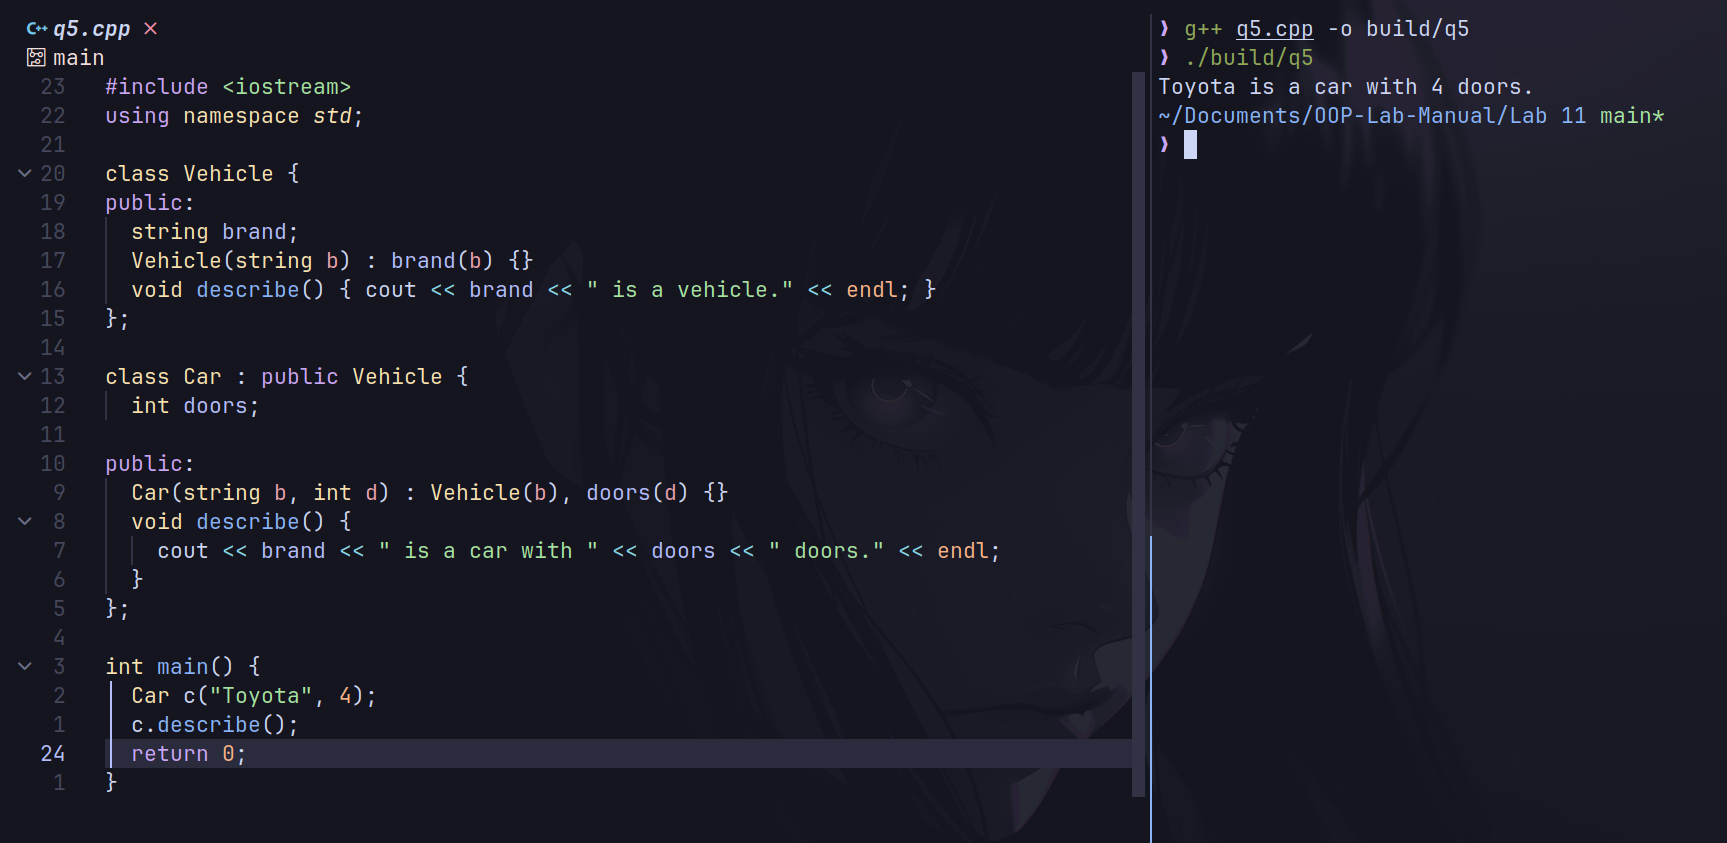 C++ q5.cpp ×
main
23 #include <iostream>
22 using namespace std;
21
20 class Vehicle {
19 public:
18 string brand;
17 Vehicle(string b) : brand(b) {}
16 void describe() { cout << brand << " is a vehicle." << endl; }
15 };
14
13 class Car : public Vehicle {
12 int doors;
11
10 public:
9 Car(string b, int d) : Vehicle(b), doors(d) {}
8 void describe() {
7 cout << brand << " is a car with " << doors << " doors." << endl;
6 }
5 };
4
3 int main() {
2 Car c("Toyota", 4);
1 c.describe();
24 return 0;
1 }
❯ g++ q5.cpp -o build/q5
❯ ./build/q5
Toyota is a car with 4 doors.
~/Documents/OOP-Lab-Manual/Lab 11 main*
❯